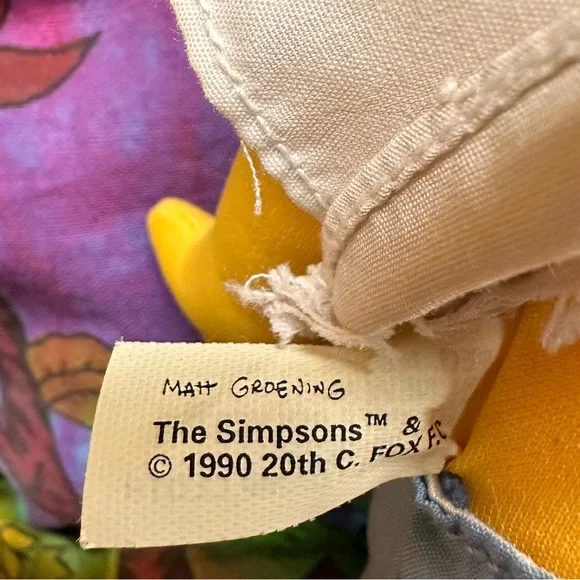 MATT GROENING
The Simpsons™ &
© 1990 20th C. FOX F.C